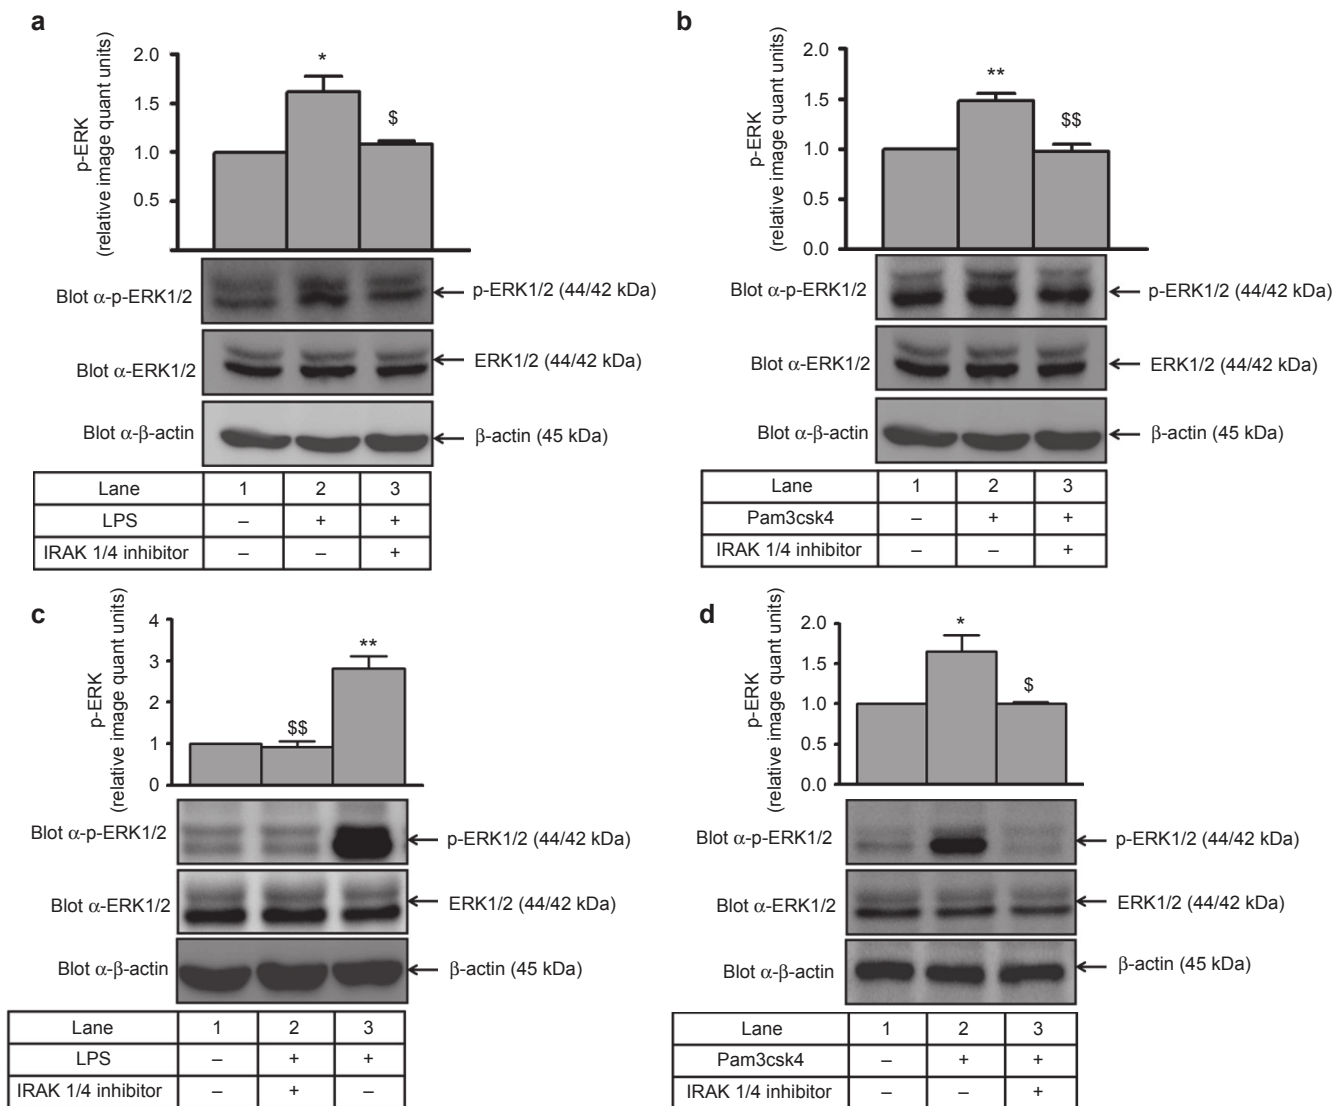 a
p-ERK
(relative image quant units)
2.0
1.5
1.0
0.5
*
$
Blot α-p-ERK1/2
p-ERK1/2 (44/42 kDa)
Blot α-ERK1/2
ERK1/2 (44/42 kDa)
Blot α-β-actin
β-actin (45 kDa)
Lane 1 2 3
LPS – + +
IRAK 1/4 inhibitor – – +
b
p-ERK
(relative image quant units)
2.0
1.5
1.0
0.5
0.0
**
$$
Blot α-p-ERK1/2
p-ERK1/2 (44/42 kDa)
Blot α-ERK1/2
ERK1/2 (44/42 kDa)
Blot α-β-actin
β-actin (45 kDa)
Lane 1 2 3
Pam3csk4 – + +
IRAK 1/4 inhibitor – – +
c
p-ERK
(relative image quant units)
4
3
2
1
0
$$
**
Blot α-p-ERK1/2
p-ERK1/2 (44/42 kDa)
Blot α-ERK1/2
ERK1/2 (44/42 kDa)
Blot α-β-actin
β-actin (45 kDa)
Lane 1 2 3
LPS – + +
IRAK 1/4 inhibitor – + –
d
p-ERK
(relative image quant units)
2.0
1.5
1.0
0.5
0.0
*
$
Blot α-p-ERK1/2
p-ERK1/2 (44/42 kDa)
Blot α-ERK1/2
ERK1/2 (44/42 kDa)
Blot α-β-actin
β-actin (45 kDa)
Lane 1 2 3
Pam3csk4 – + +
IRAK 1/4 inhibitor – – +